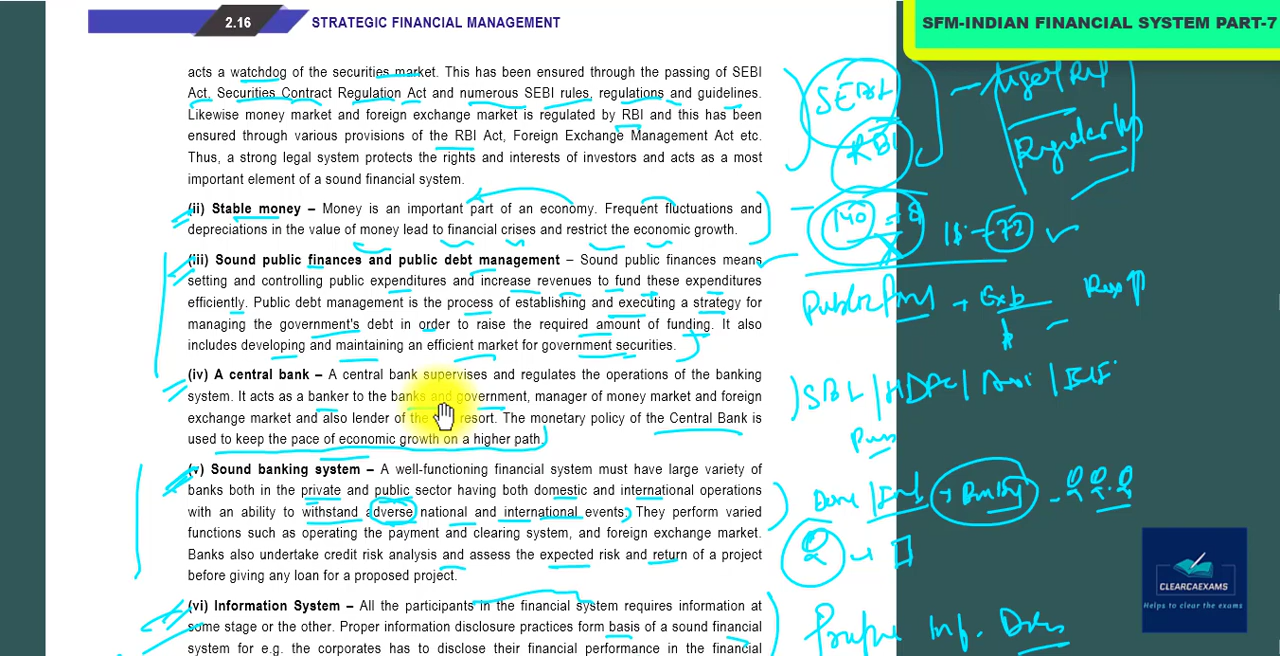 2.16 STRATEGIC FINANCIAL MANAGEMENT
SFM-INDIAN FINANCIAL SYSTEM PART-7
acts a watchdog of the securities market. This has been ensured through the passing of SEBI
Act, Securities Contract Regulation Act and numerous SEBI rules, regulations and guidelines.
Likewise money market and foreign exchange market is regulated by RBI and this has been
ensured through various provisions of the RBI Act, Foreign Exchange Management Act etc.
Thus, a strong legal system protects the rights and interests of investors and acts as a most
important element of a sound financial system.
(ii) Stable money – Money is an important part of an economy. Frequent fluctuations and
depreciations in the value of money lead to financial crises and restrict the economic growth.
(iii) Sound public finances and public debt management – Sound public finances means
setting and controlling public expenditures and increase revenues to fund these expenditures
efficiently. Public debt management is the process of establishing and executing a strategy for
managing the government's debt in order to raise the required amount of funding. It also
includes developing and maintaining an efficient market for government securities.
(iv) A central bank – A central bank supervises and regulates the operations of the banking
system. It acts as a banker to the banks and government, manager of money market and foreign
exchange market and also lender of the resort. The monetary policy of the Central Bank is
used to keep the pace of economic growth on a higher path.
(v) Sound banking system – A well-functioning financial system must have large variety of
banks both in the private and public sector having both domestic and international operations
with an ability to withstand adverse national and international events. They perform varied
functions such as operating the payment and clearing system, and foreign exchange market.
Banks also undertake credit risk analysis and assess the expected risk and return of a project
before giving any loan for a proposed project.
(vi) Information System – All the participants in the financial system requires information at
some stage or the other. Proper information disclosure practices form basis of a sound financial
system for e.g. the corporates has to disclose their financial performance in the financial
SEBI
RBI
140
1$ = 72
CLEARCAEXAMS
Helps to clear the exams